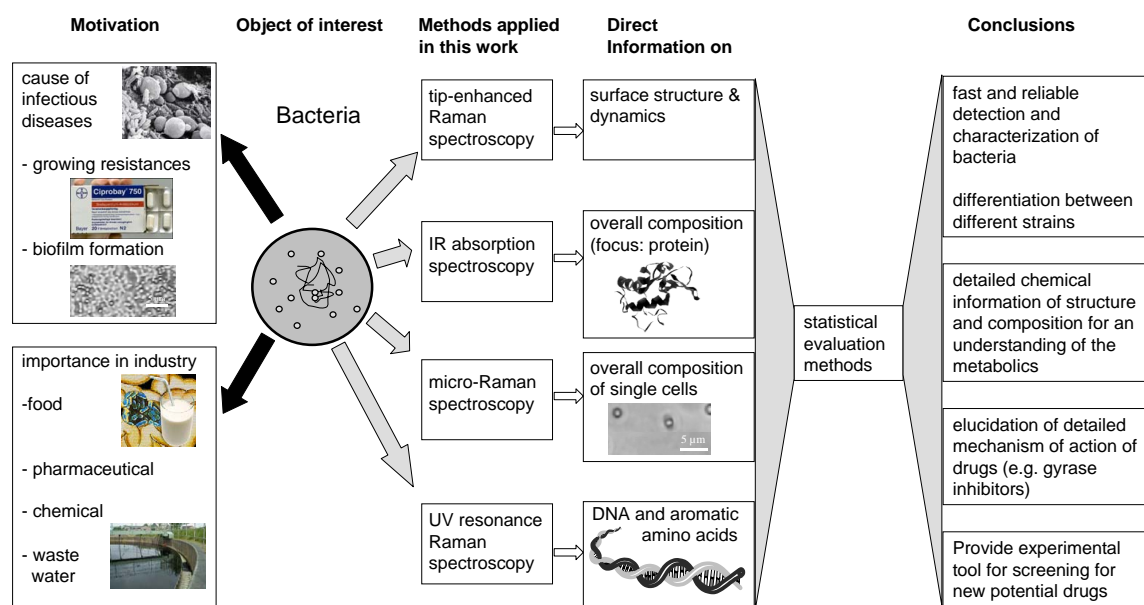 Motivation
Object of interest
Methods applied
in this work
Direct
Information on
Conclusions
cause of
infectious
diseases
- growing resistances
Ciprobay 750
Bayer 20 Filmtabletten N2
- biofilm formation
importance in industry
-food
- pharmaceutical
- chemical
- waste
water
Bacteria
tip-enhanced
Raman
spectroscopy
IR absorption
spectroscopy
micro-Raman
spectroscopy
UV resonance
Raman
spectroscopy
surface structure &
dynamics
overall composition
(focus: protein)
overall composition
of single cells
5 µm
DNA and aromatic
amino acids
statistical
evaluation
methods
fast and reliable
detection and
characterization of
bacteria
differentiation between
different strains
detailed chemical
information of structure
and composition for an
understanding of the
metabolics
elucidation of detailed
mechanism of action of
drugs (e.g. gyrase
inhibitors)
Provide experimental
tool for screening for
new potential drugs